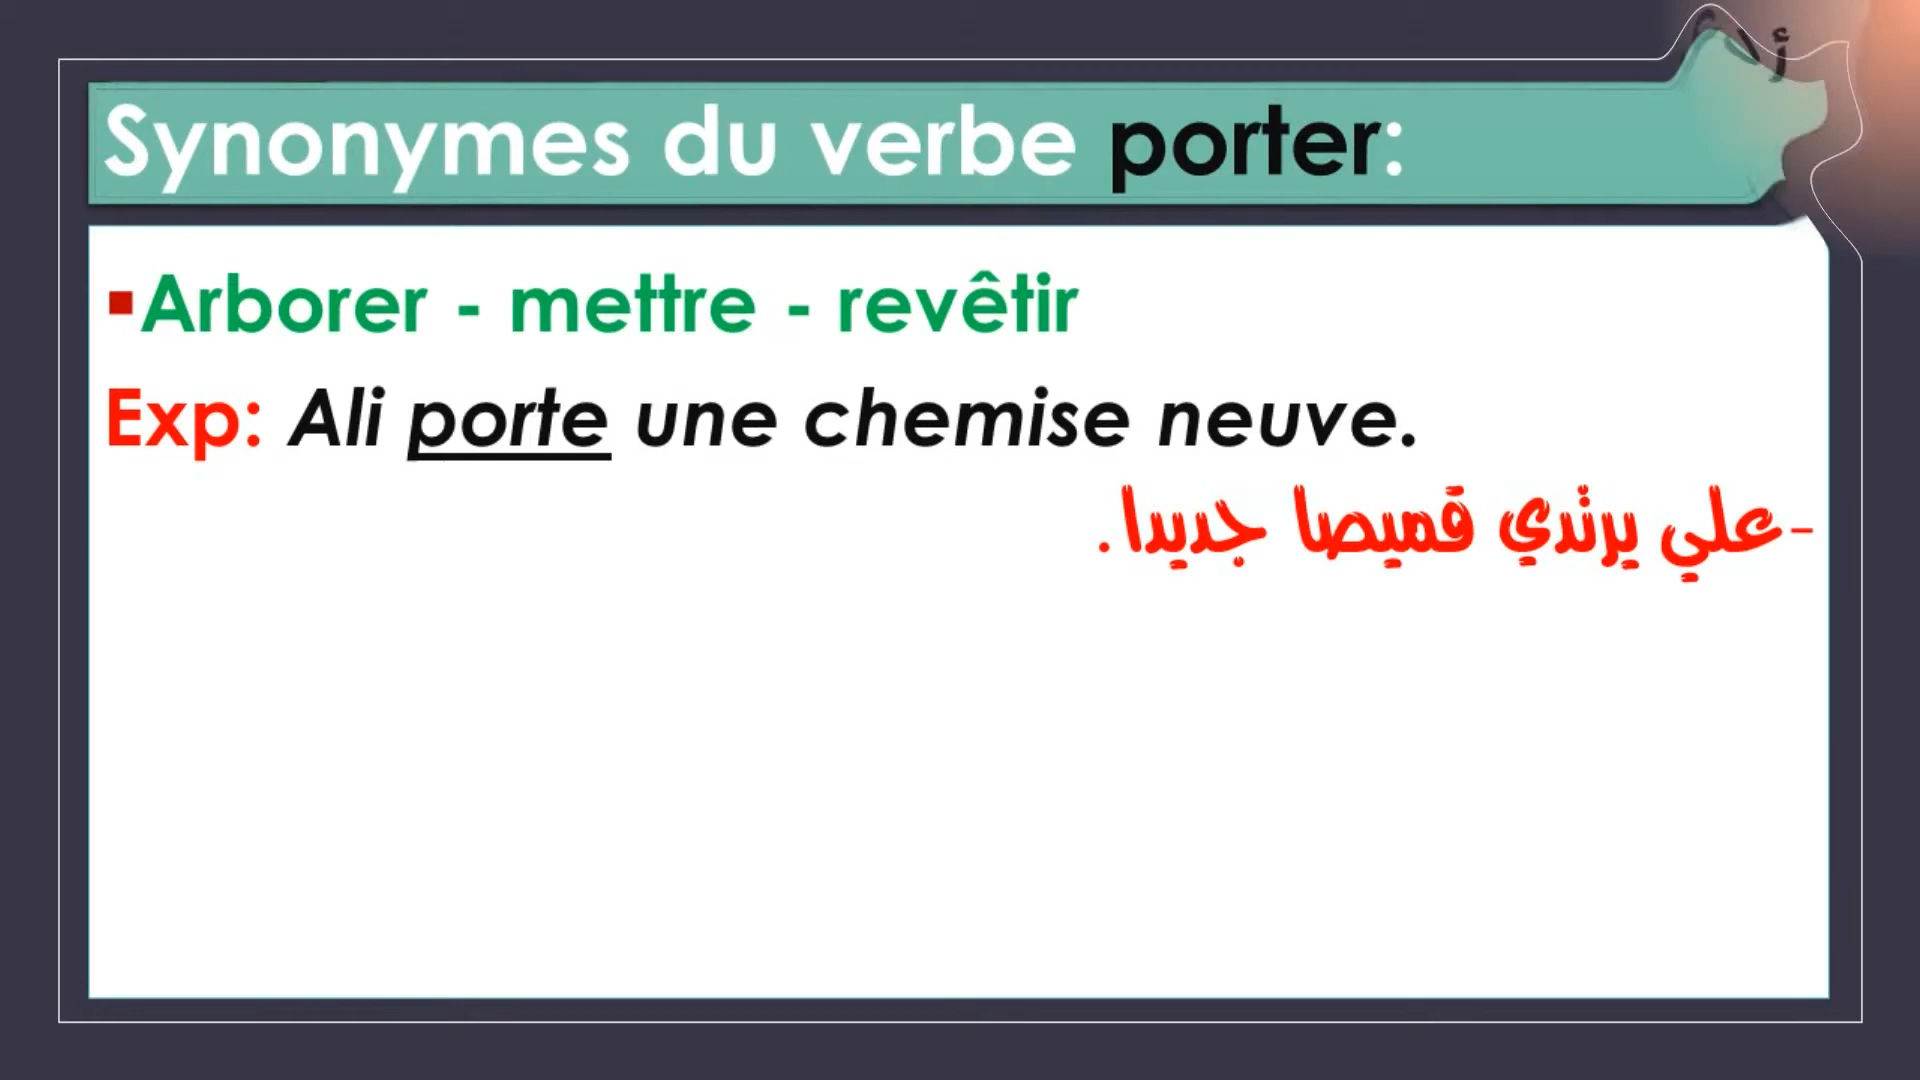 Synonymes du verbe porter:
▪Arborer - mettre - revêtir
Exp: Ali porte une chemise neuve.
-علي يرتدي قميصا جديدا.